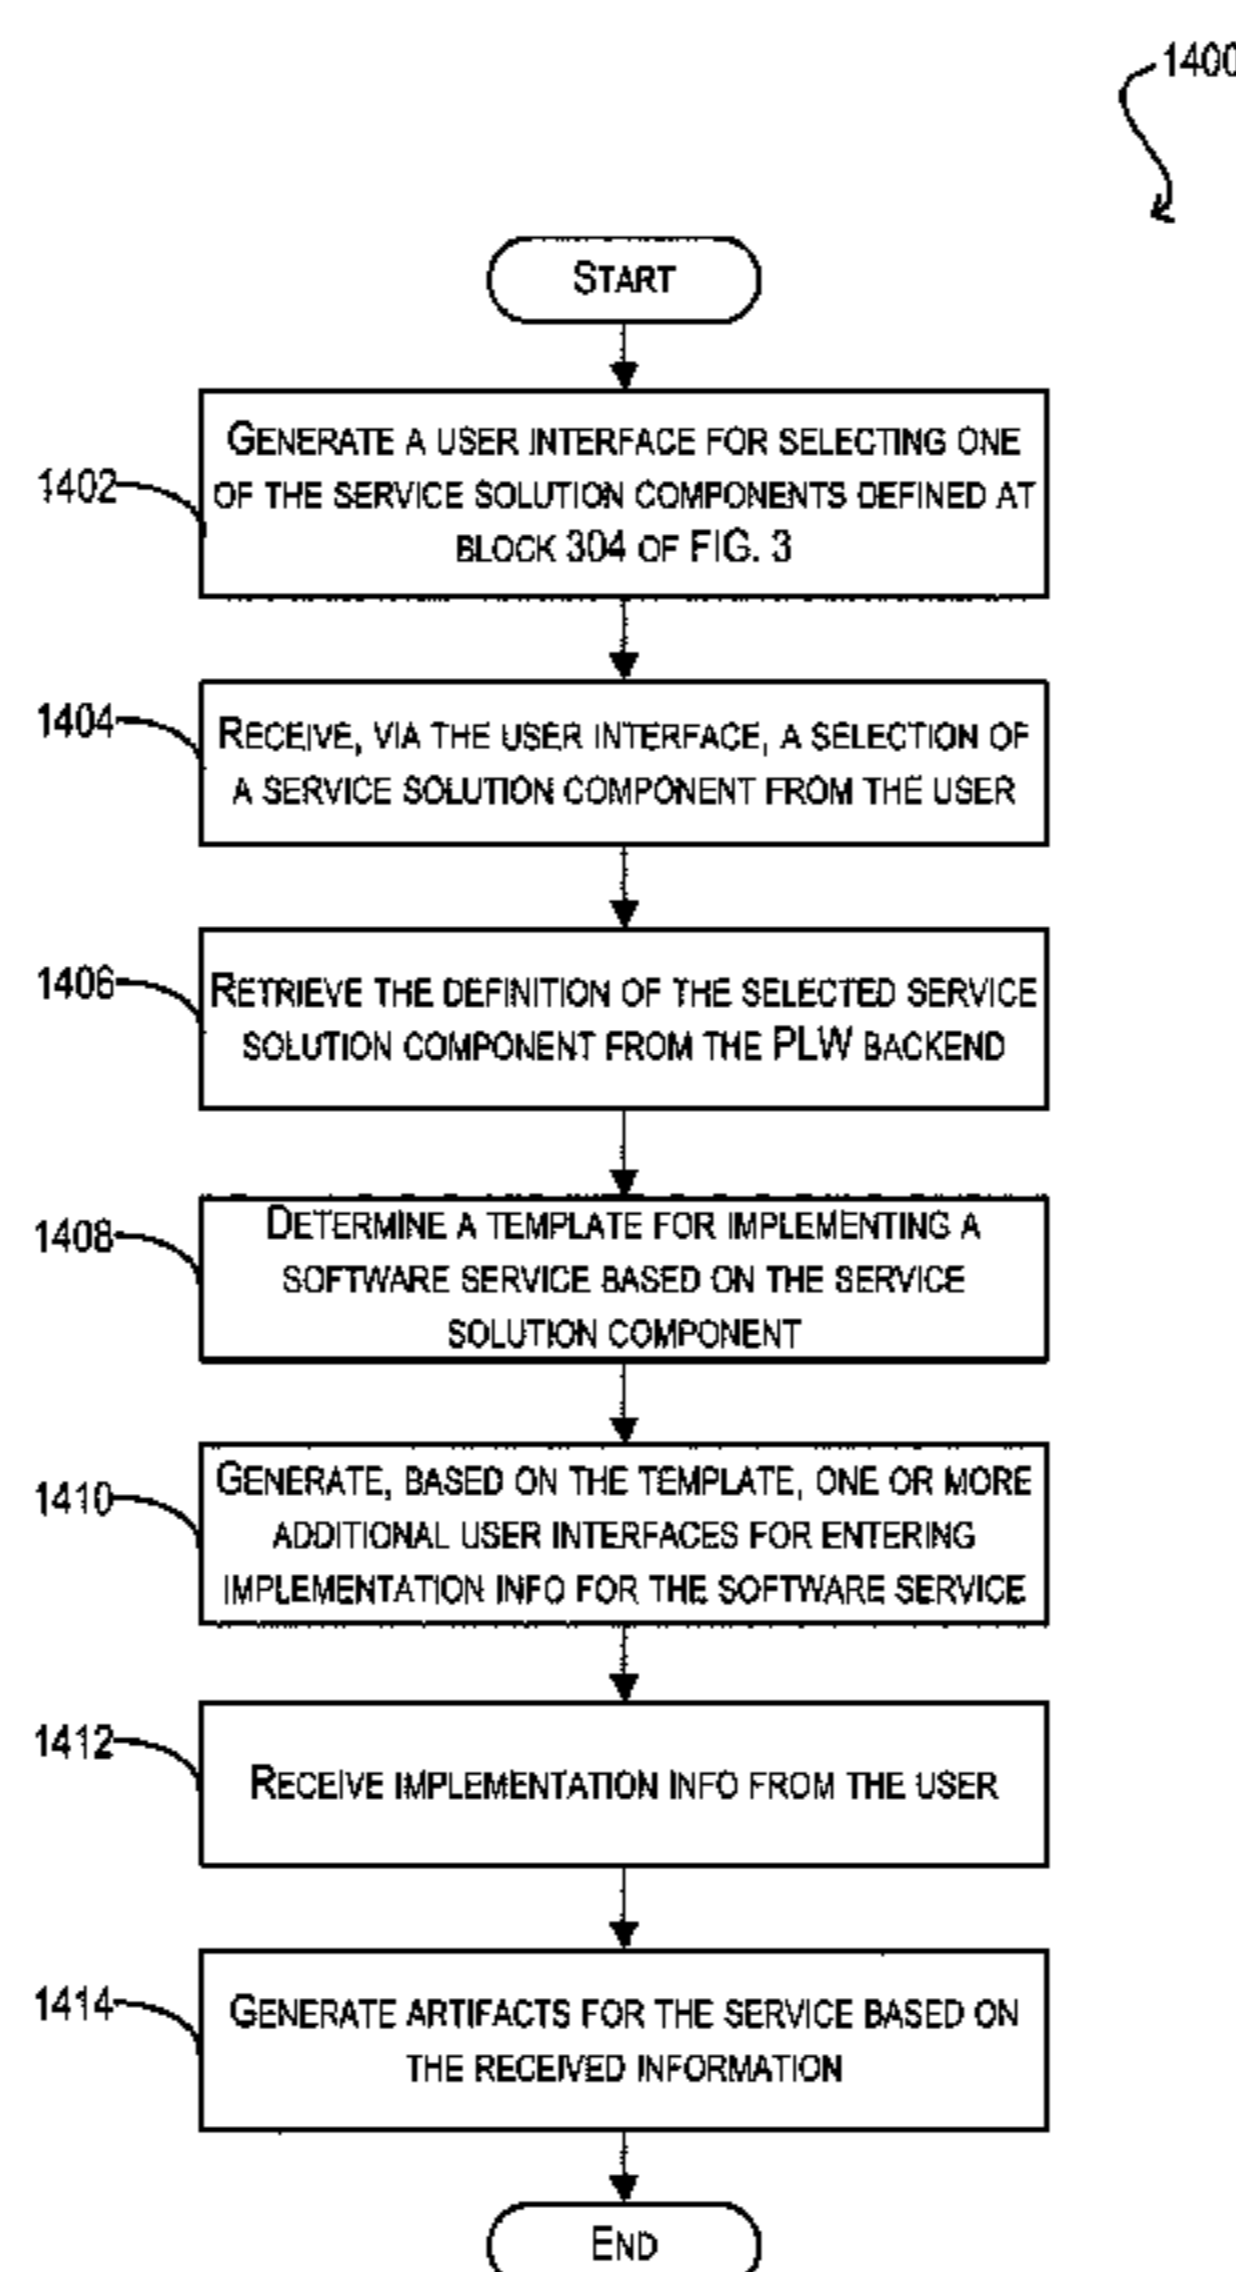 1400
START
GENERATE A USER INTERFACE FOR SELECTING ONE
1402
OF THE SERVICE SOLUTION COMPONENTS DEFINED AT
BLOCK 304 OF FIG. 3
1404
RECEIVE, VIA THE USER INTERFACE, A SELECTION OF
A SERVICE SOLUTION COMPONENT FROM THE USER
1406
RETRIEVE THE DEFINITION OF THE SELECTED SERVICE
SOLUTION COMPONENT FROM THE PLW BACKEND
1408
DETERMINE A TEMPLATE FOR IMPLEMENTING A
SOFTWARE SERVICE BASED ON THE SERVICE
SOLUTION COMPONENT
1410
GENERATE, BASED ON THE TEMPLATE, ONE OR MORE
ADDITIONAL USER INTERFACES FOR ENTERING
IMPLEMENTATION INFO FOR THE SOFTWARE SERVICE
1412
RECEIVE IMPLEMENTATION INFO FROM THE USER
1414
GENERATE ARTIFACTS FOR THE SERVICE BASED ON
THE RECEIVED INFORMATION
END